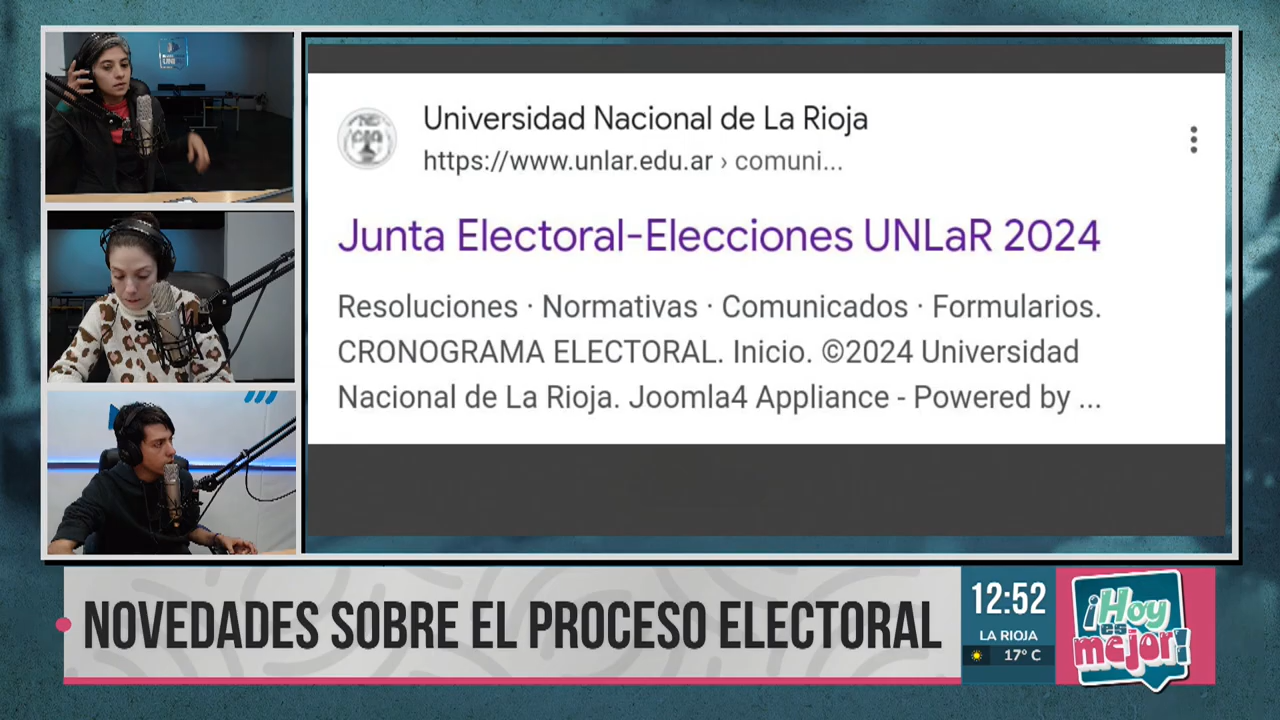 Universidad Nacional de La Rioja
https://www.unlar.edu.ar › comuni...
Junta Electoral-Elecciones UNLaR 2024
Resoluciones · Normativas · Comunicados · Formularios.
CRONOGRAMA ELECTORAL. Inicio. ©2024 Universidad
Nacional de La Rioja. Joomla4 Appliance - Powered by ...
NOVEDADES SOBRE EL PROCESO ELECTORAL
12:52
LA RIOJA
17° C
¡Hoy
es
mejor!